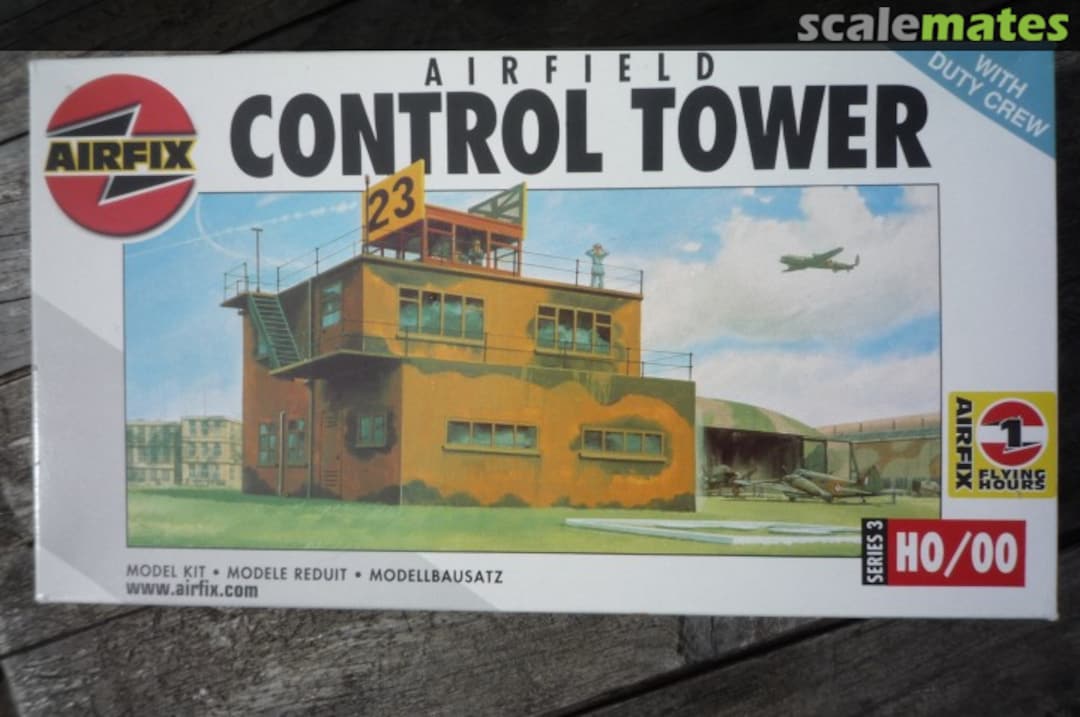 scalemates
AIRFIELD
CONTROL TOWER
WITH
DUTY CREW
AIRFIX
23
AIRFIX
1
FLYING
HOURS
SERIES 3
HO/OO
MODEL KIT • MODELE REDUIT • MODELLBAUSATZ
www.airfix.com